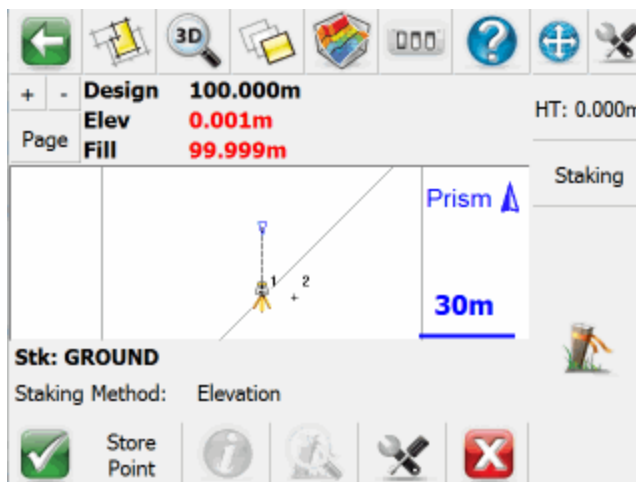 3D
+ - Design 100.000m
Elev 0.001m
Page
Fill 99.999m
HT: 0.000m
Staking
Prism
1 2
30m
Stk: GROUND
Staking Method: Elevation
Store
Point